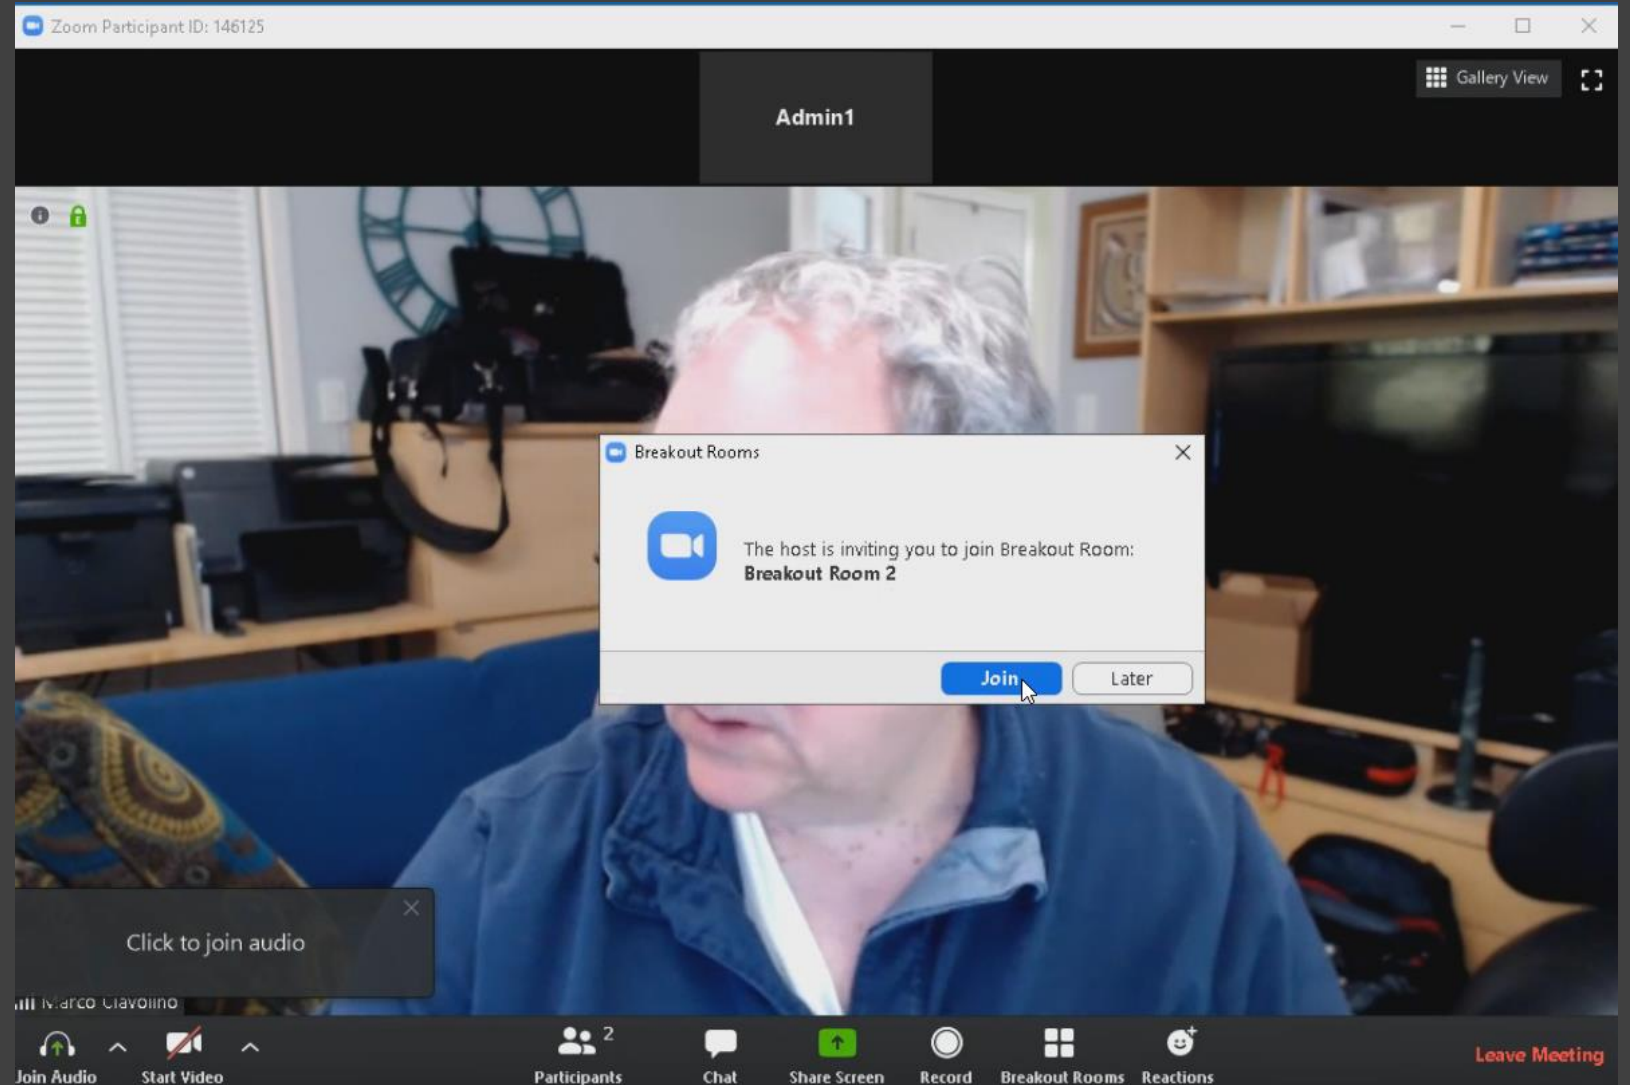 Zoom Participant ID: 146125
Gallery View
Admin1
Breakout Rooms
The host is inviting you to join Breakout Room:
Breakout Room 2
Join
Later
Click to join audio
Marco Ciavolino
2
Join Audio
Start Video
Participants
Chat
Share Screen
Record
Breakout Rooms
Reactions
Leave Meeting